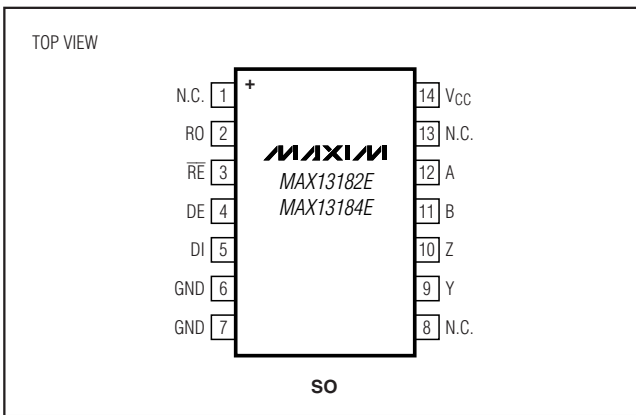 TOP VIEW
+
N.C. 1
14 VCC
RO 2
13 N.C.
MAXIM
R̅E̅ 3
MAX13182E
12 A
DE 4
MAX13184E
11 B
DI 5
10 Z
GND 6
9 Y
GND 7
8 N.C.
SO